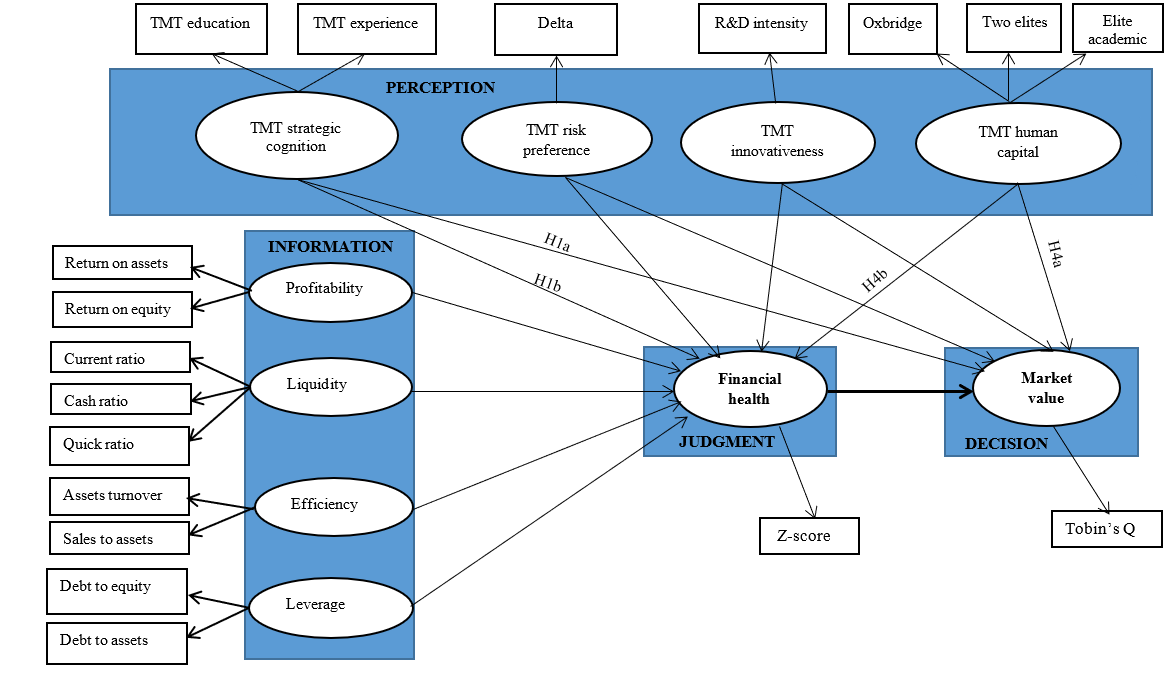 TMT education
TMT experience
Delta
R&D intensity
Oxbridge
Two elites
Elite
academic
PERCEPTION
TMT strategic
cognition
TMT risk
preference
TMT
innovativeness
TMT human
capital
INFORMATION
H1a
H1b
H4b
H4a
Return on assets
Return on equity
Profitability
Current ratio
Cash ratio
Quick ratio
Liquidity
Financial
health
JUDGMENT
Market
value
DECISION
Assets turnover
Sales to assets
Efficiency
Z-score
Tobin’s Q
Debt to equity
Debt to assets
Leverage